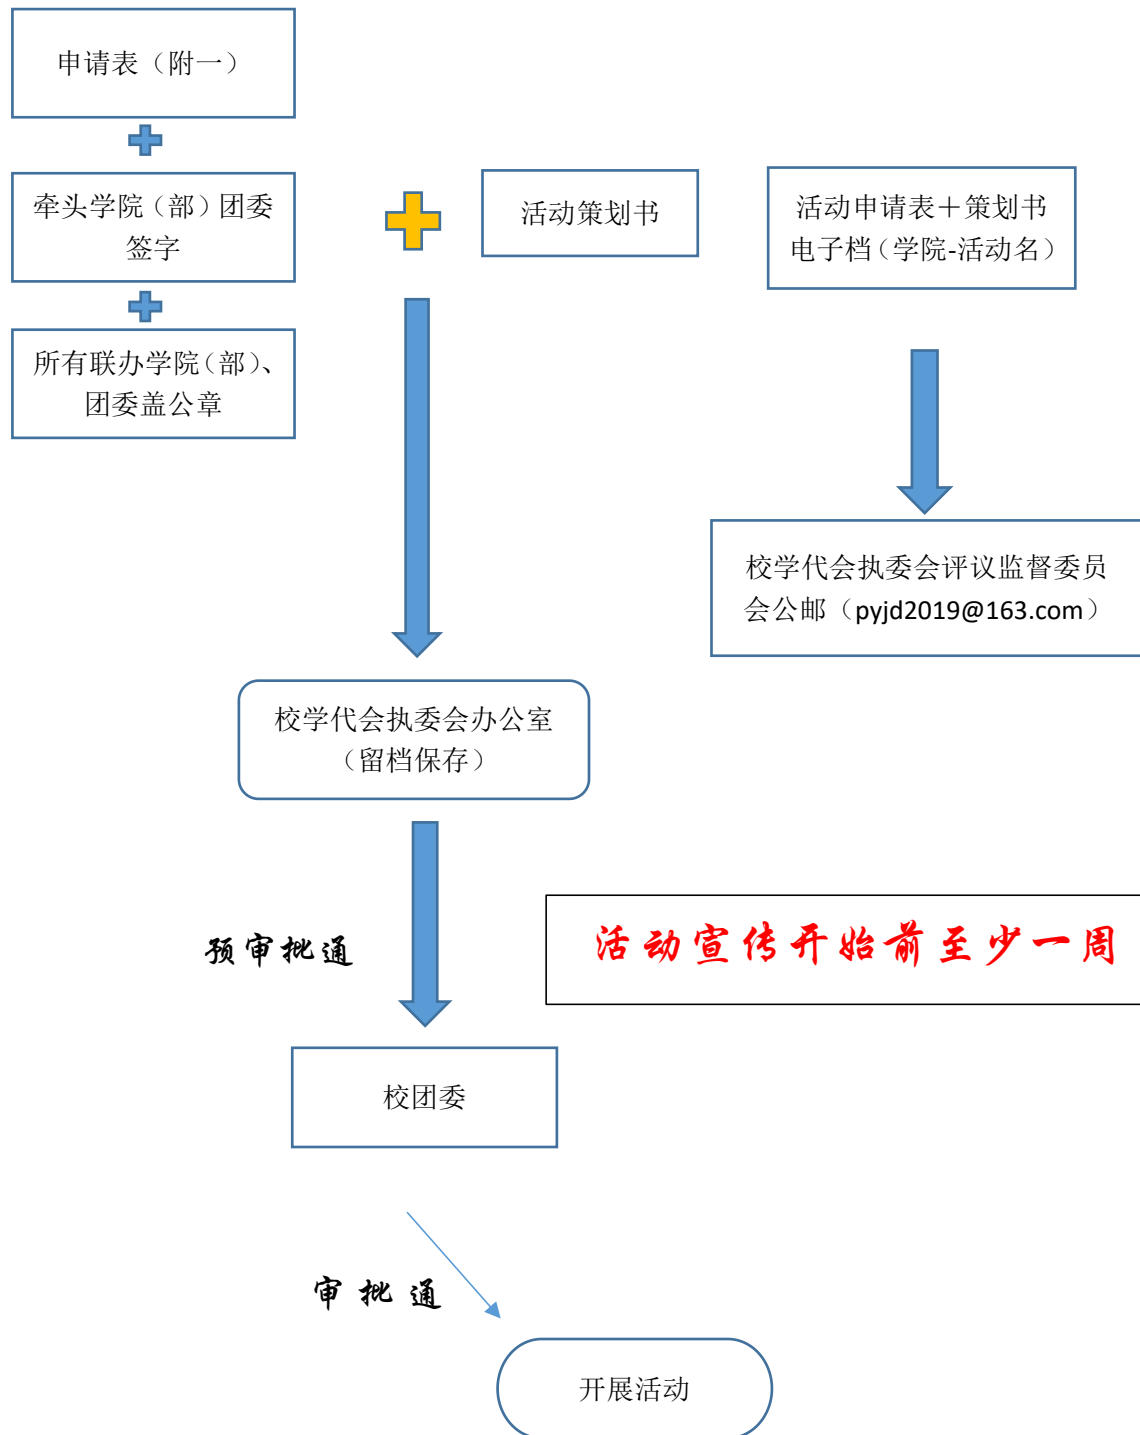 申请表（附一）
牵头学院（部）团委
签字
所有联办学院（部）、
团委盖公章
活动策划书
活动申请表＋策划书
电子档（学院-活动名）
校学代会执委会评议监督委员
会公邮（pyjd2019@163.com）
校学代会执委会办公室
（留档保存）
预审批通
活动宣传开始前至少一周
校团委
审批通
开展活动